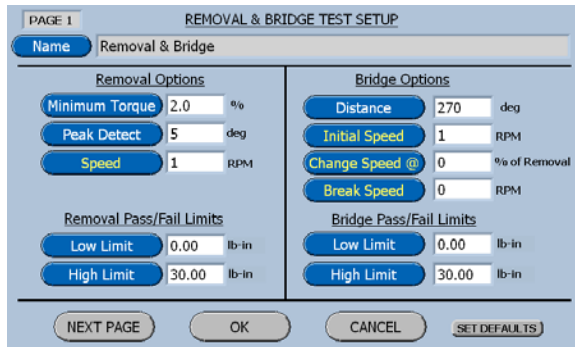 PAGE 1
REMOVAL & BRIDGE TEST SETUP
Name Removal & Bridge
Removal Options
Minimum Torque 2.0 %
Peak Detect 5 deg
Speed 1 RPM
Removal Pass/Fail Limits
Low Limit 0.00 lb-in
High Limit 30.00 lb-in
Bridge Options
Distance 270 deg
Initial Speed 1 RPM
Change Speed @ 0 % of Removal
Break Speed 0 RPM
Bridge Pass/Fail Limits
Low Limit 0.00 lb-in
High Limit 30.00 lb-in
NEXT PAGE OK CANCEL SET DEFAULTS